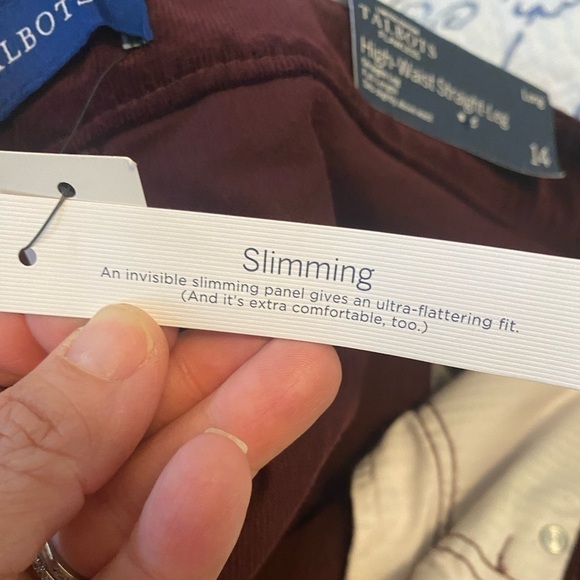 ALBOTS
TALBOTS
High-Waist Straight Leg
Long
14
Slimming
An invisible slimming panel gives an ultra-flattering fit.
(And it's extra comfortable, too.)